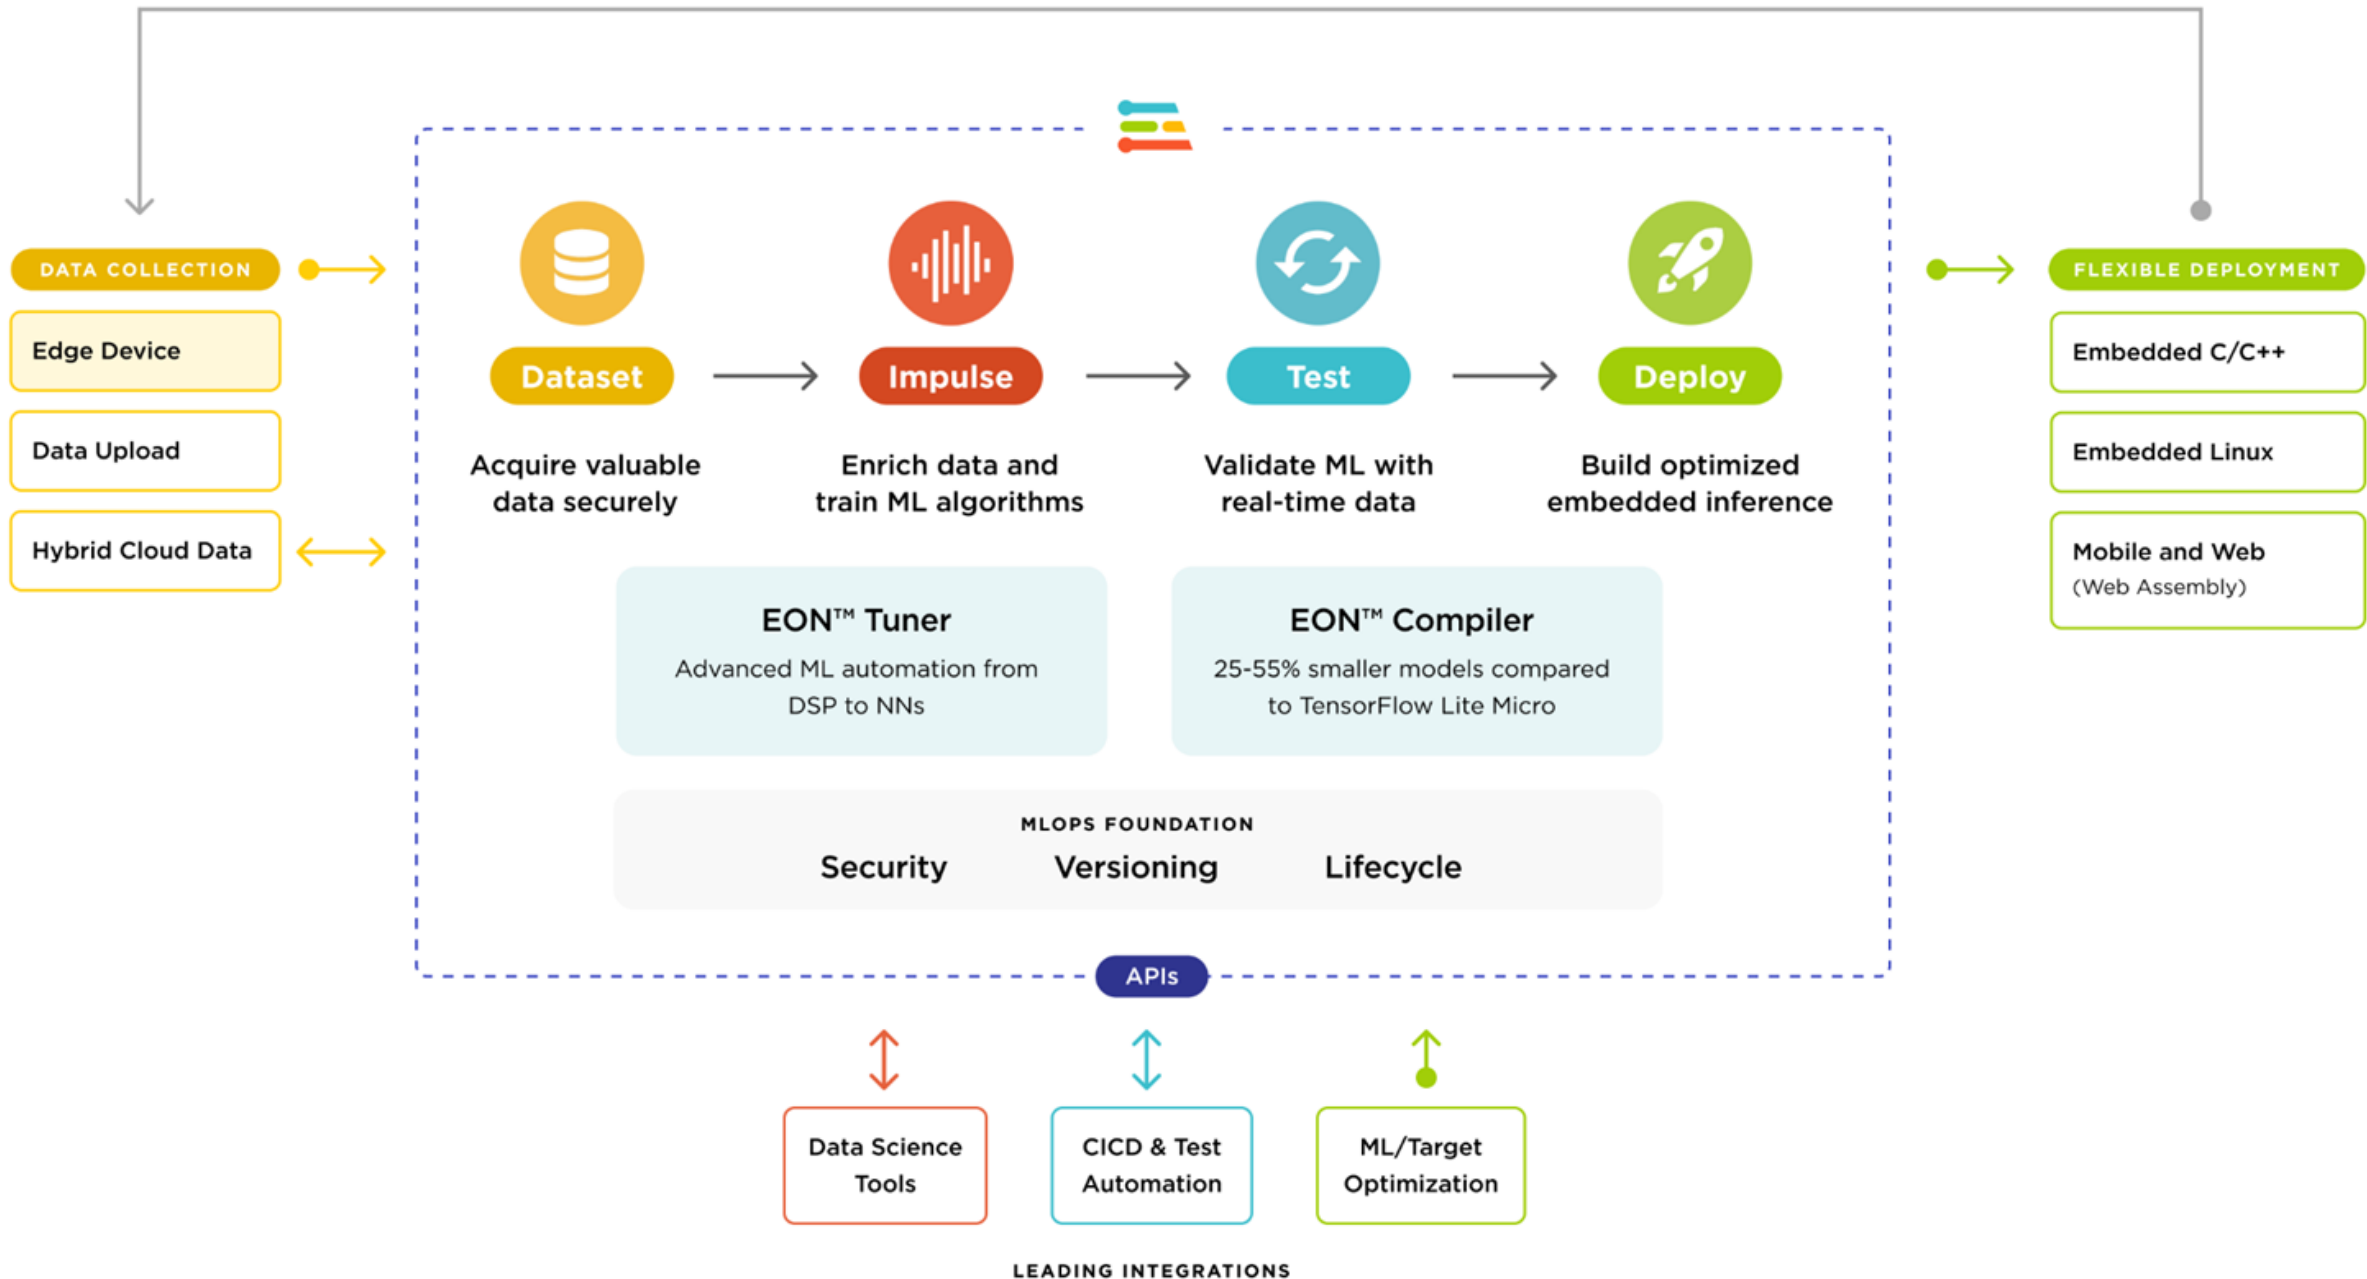 DATA COLLECTION
Edge Device
Data Upload
Hybrid Cloud Data
Dataset
Acquire valuable
data securely
Impulse
Enrich data and
train ML algorithms
Test
Validate ML with
real-time data
Deploy
Build optimized
embedded inference
EON™ Tuner
Advanced ML automation from
DSP to NNs
EON™ Compiler
25-55% smaller models compared
to TensorFlow Lite Micro
MLOPS FOUNDATION
Security Versioning Lifecycle
APIs
FLEXIBLE DEPLOYMENT
Embedded C/C++
Embedded Linux
Mobile and Web
(Web Assembly)
Data Science
Tools
CICD & Test
Automation
ML/Target
Optimization
LEADING INTEGRATIONS